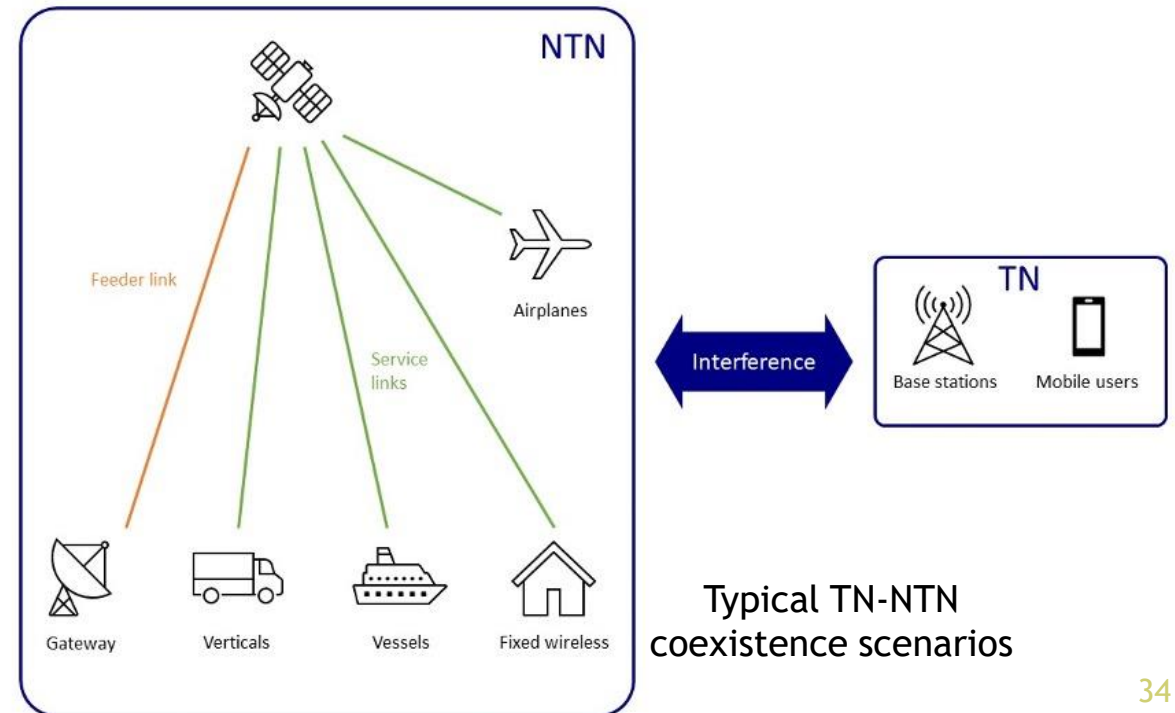 NTN
Feeder link
Service
links
Airplanes
Gateway
Verticals
Vessels
Fixed wireless
Interference
TN
Base stations
Mobile users
Typical TN-NTN
coexistence scenarios
34